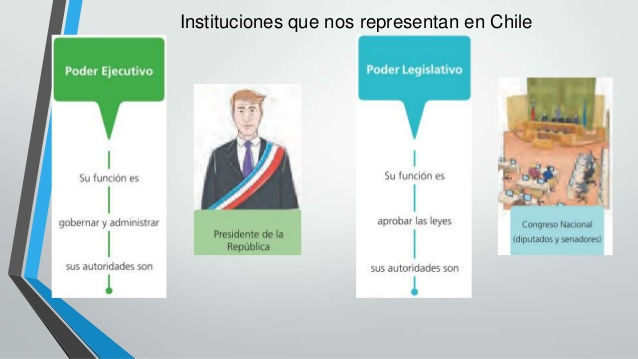 Instituciones que nos representan en Chile
Poder Ejecutivo
Su función es
gobernar y administrar
sus autoridades son
Presidente de la
República
Poder Legislativo
Su función es
aprobar las leyes
sus autoridades son
Congreso Nacional
(diputados y senadores)